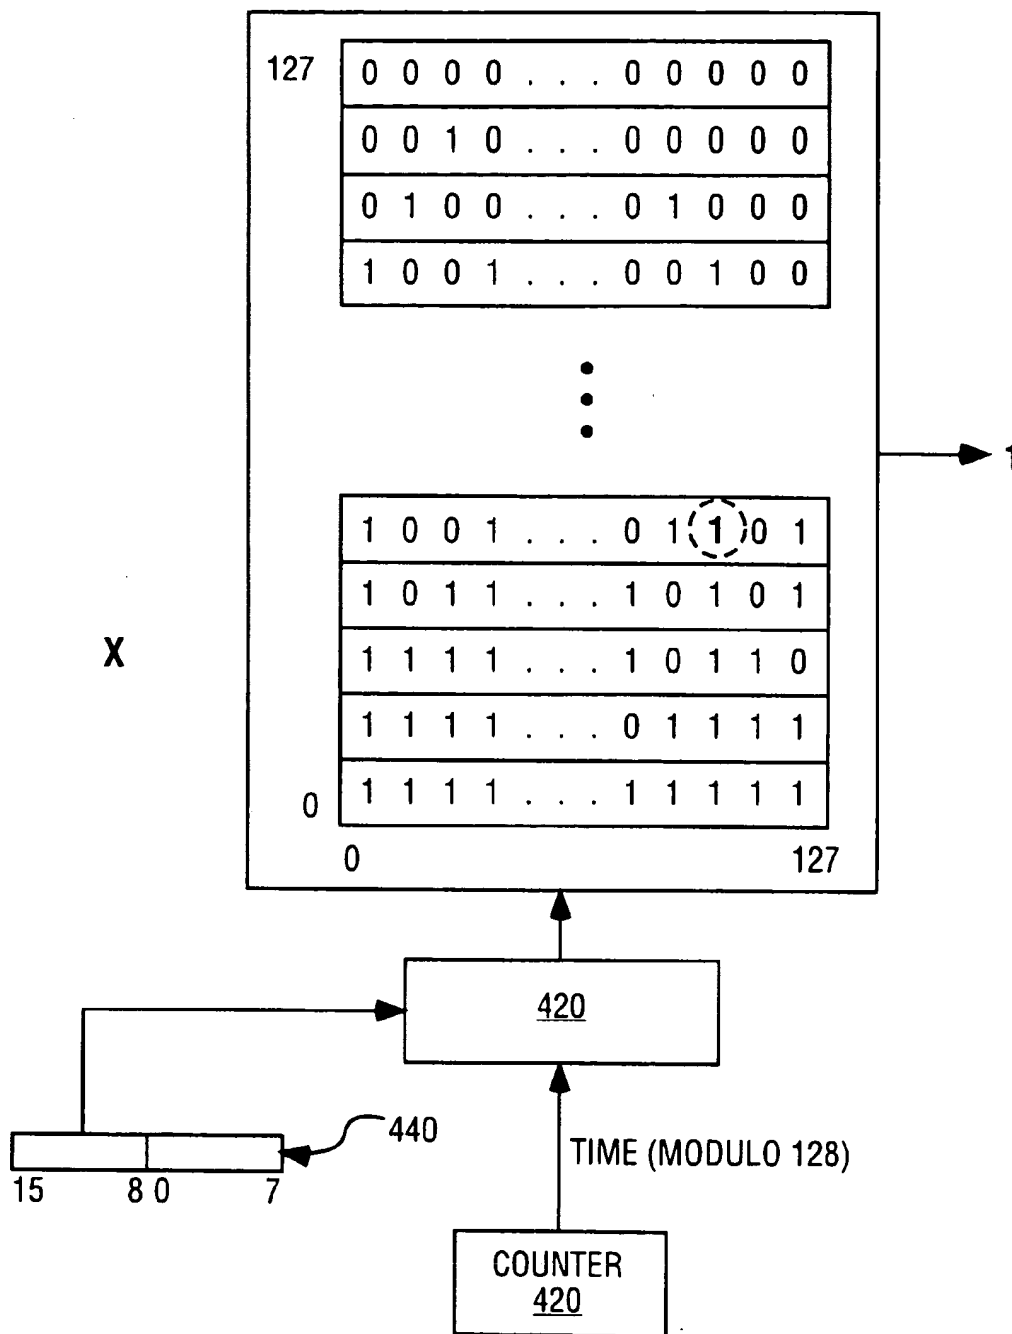 127 0 0 0 0 . . . 0 0 0 0 0
0 0 1 0 . . . 0 0 0 0 0
0 1 0 0 . . . 0 1 0 0 0
1 0 0 1 . . . 0 0 1 0 0
1
1 0 0 1 . . . 0 1 1 0 1
1 0 1 1 . . . 1 0 1 0 1
X
1 1 1 1 . . . 1 0 1 1 0
1 1 1 1 . . . 0 1 1 1 1
0 1 1 1 1 . . . 1 1 1 1 1
0 127
420
440
15 8 0 7
TIME (MODULO 128)
COUNTER
420